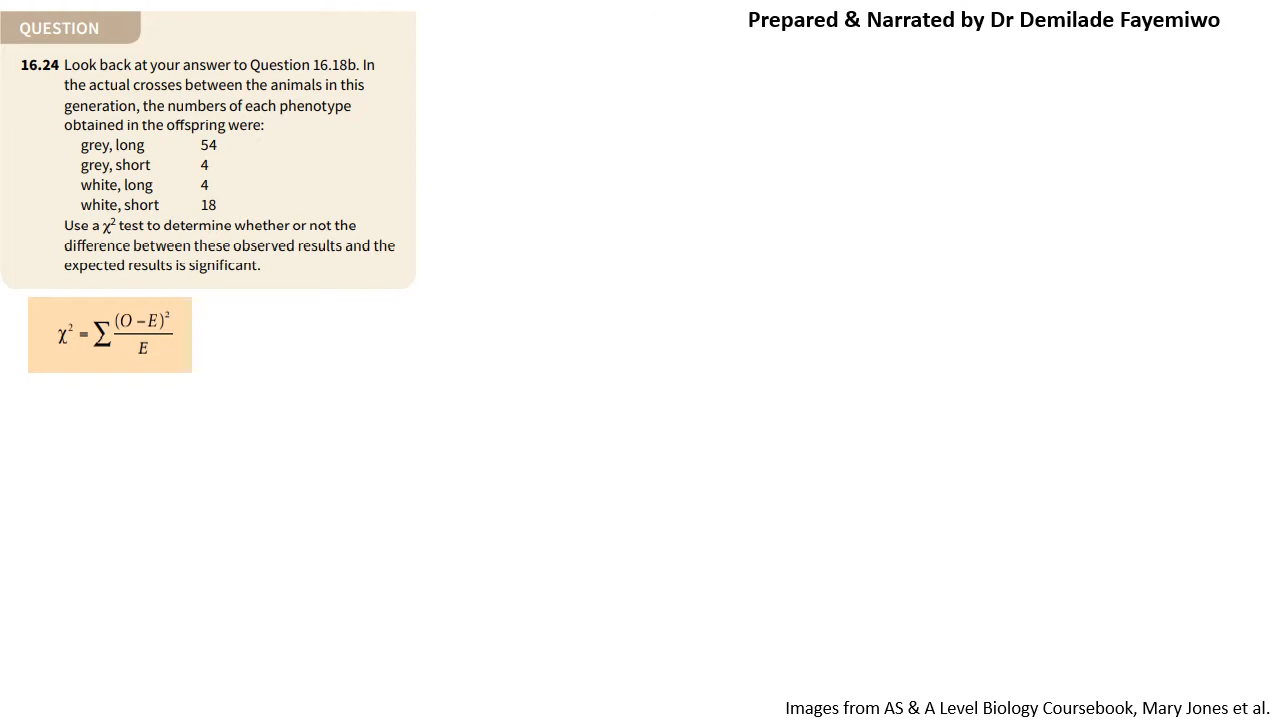 Prepared & Narrated by Dr Demilade Fayemiwo
QUESTION
16.24 Look back at your answer to Question 16.18b. In
the actual crosses between the animals in this
generation, the numbers of each phenotype
obtained in the offspring were:
grey, long 54
grey, short 4
white, long 4
white, short 18
Use a χ² test to determine whether or not the
difference between these observed results and the
expected results is significant.
χ² = ∑ (O – E)² / E
Images from AS & A Level Biology Coursebook, Mary Jones et al.